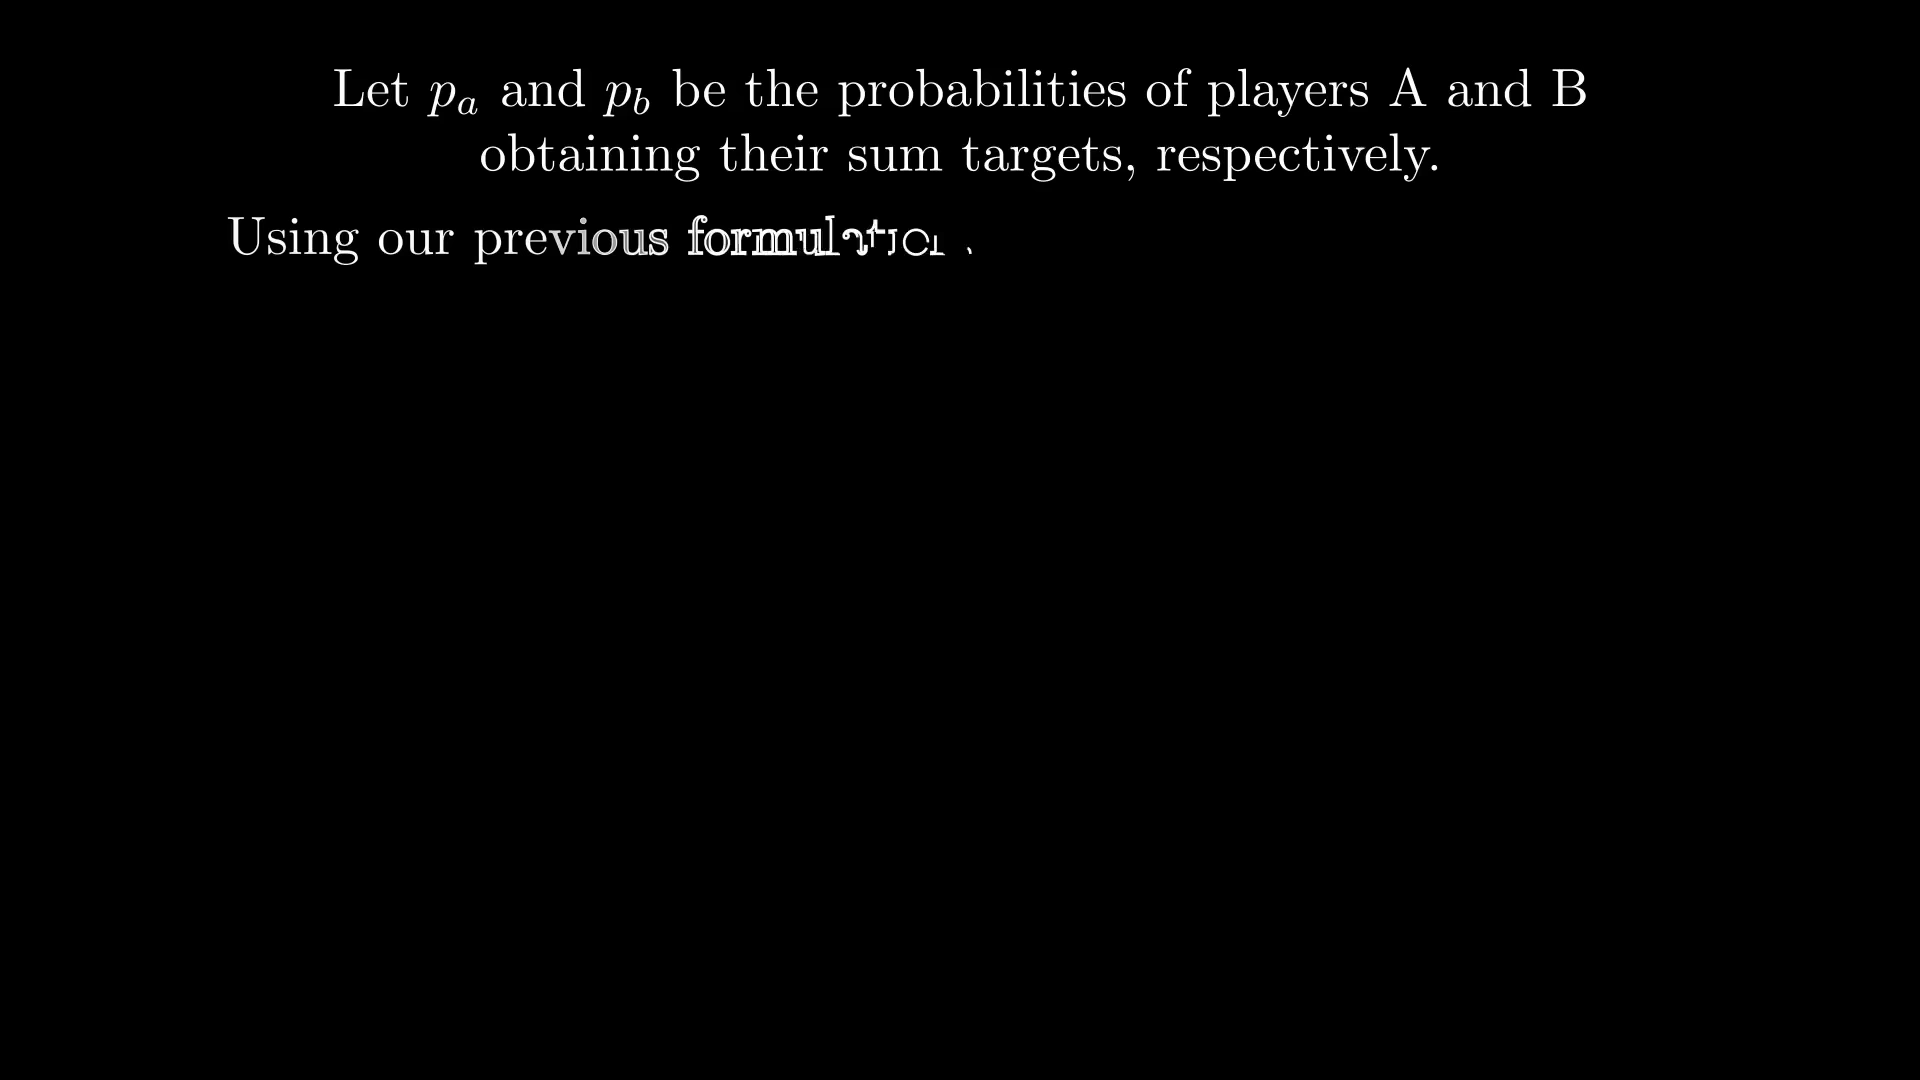 Let $p_a$ and $p_b$ be the probabilities of players A and B
obtaining their sum targets, respectively.
Using our previous